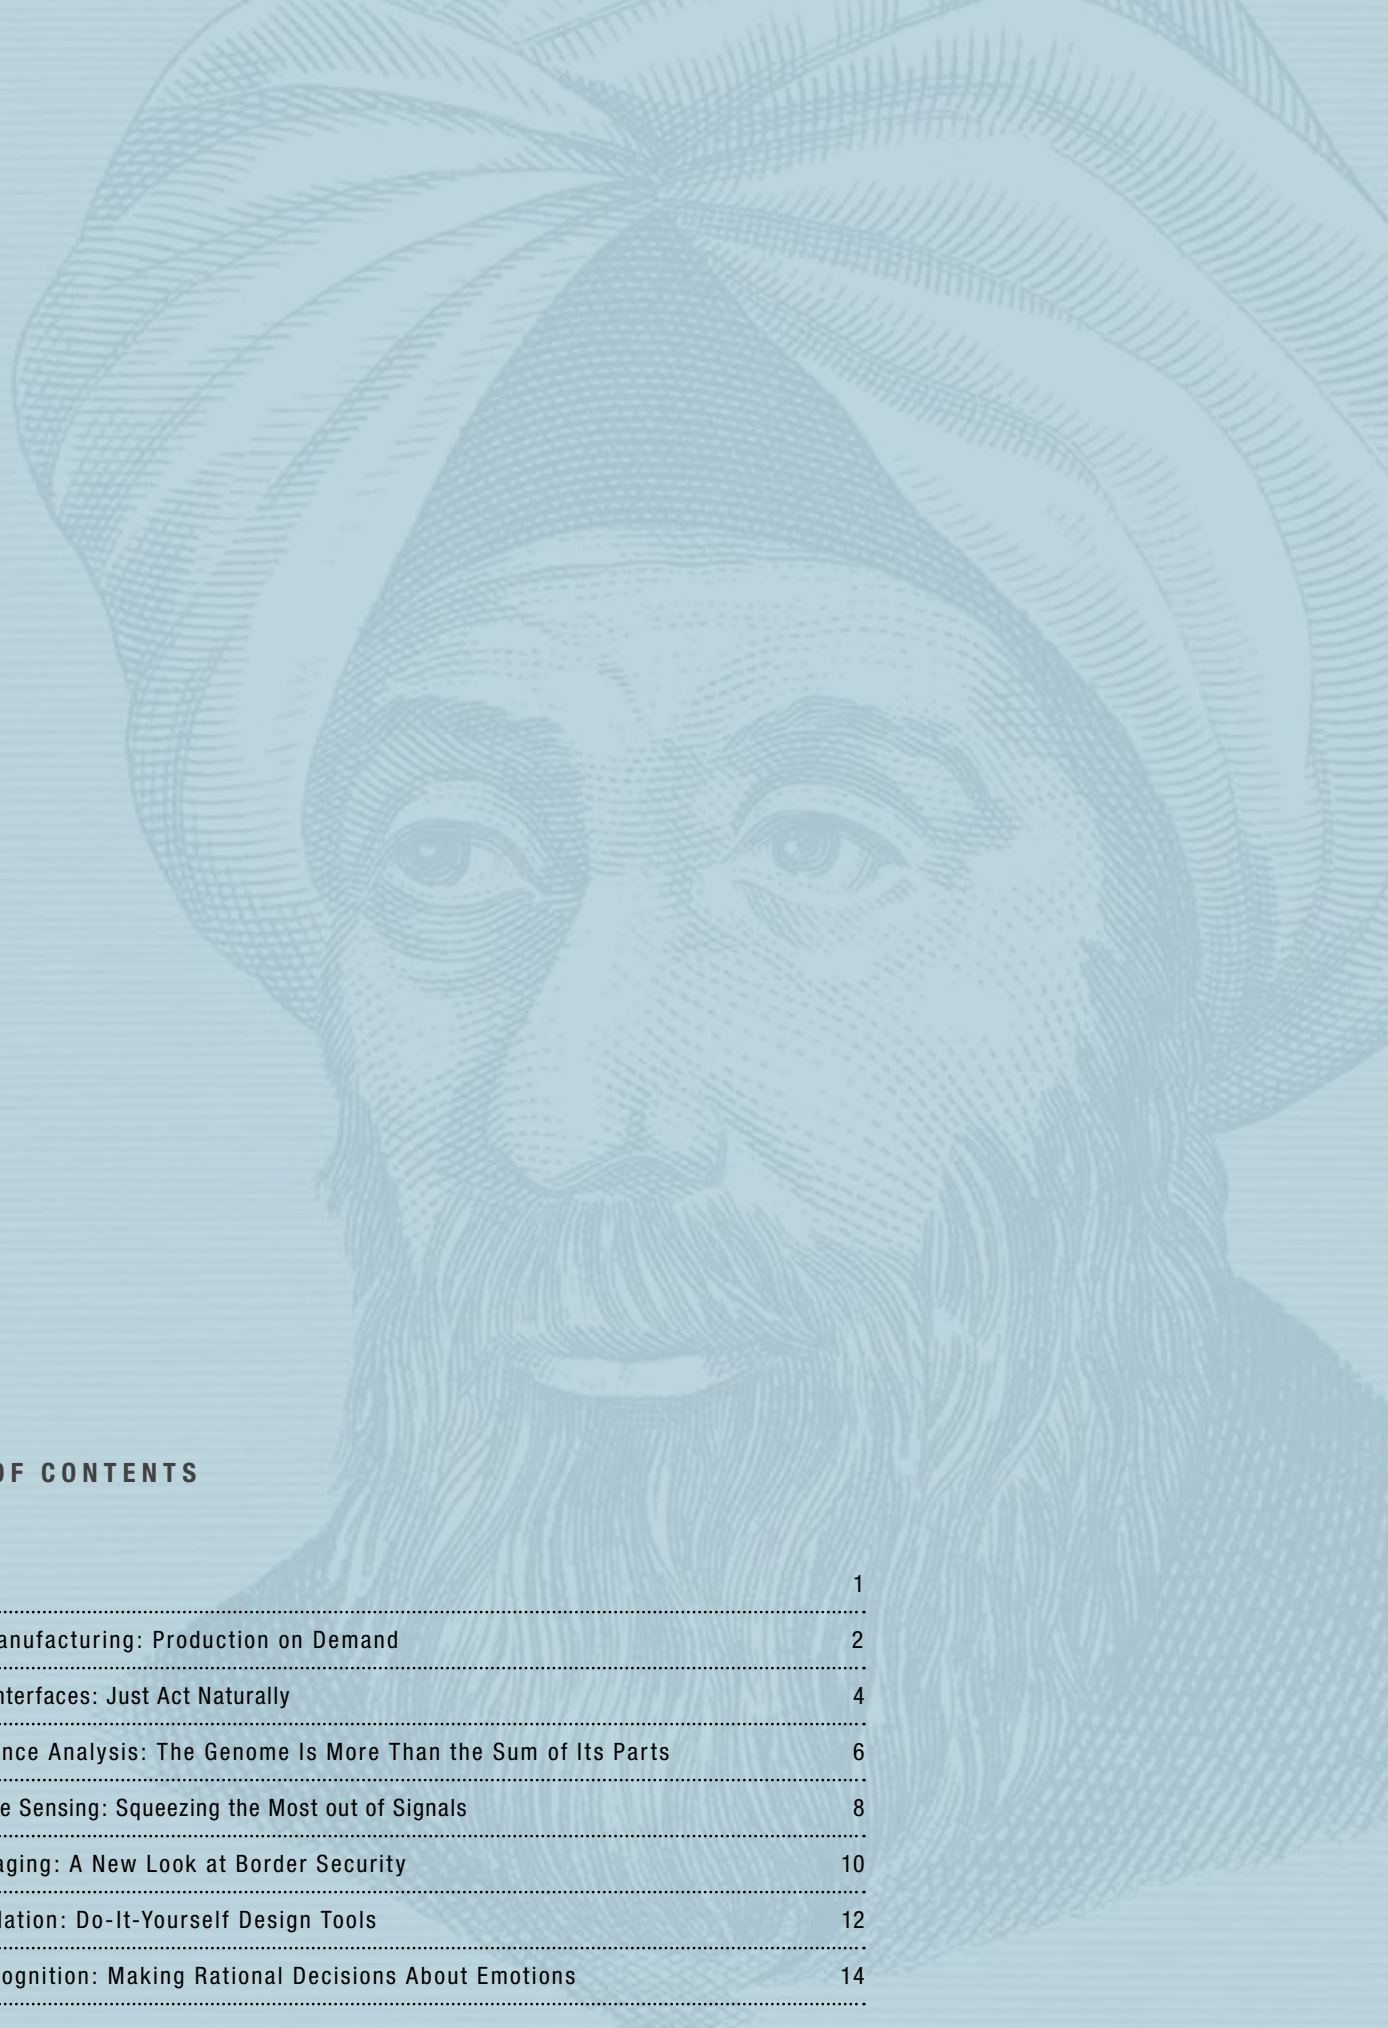 OF CONTENTS
1
anufacturing: Production on Demand 2
nterfaces: Just Act Naturally 4
nce Analysis: The Genome Is More Than the Sum of Its Parts 6
e Sensing: Squeezing the Most out of Signals 8
aging: A New Look at Border Security 10
lation: Do-It-Yourself Design Tools 12
ognition: Making Rational Decisions About Emotions 14